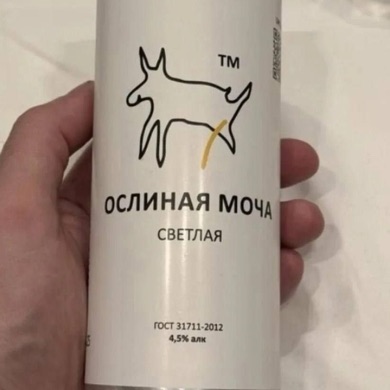 TM
ОСЛИНАЯ МОЧА
СВЕТЛАЯ
ГОСТ 31711-2012
4,5% алк